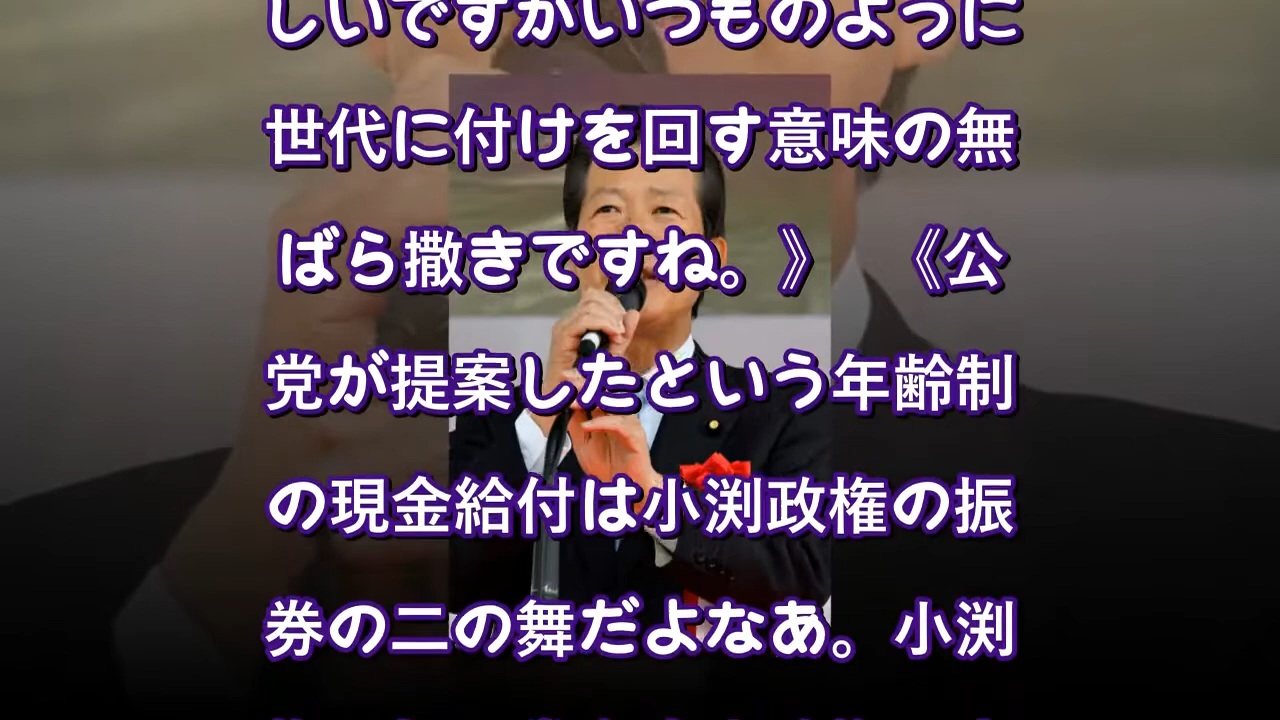 しいですがいつものように
世代に付けを回す意味の無
ばら撒きですね。》 《公
党が提案したという年齢制
の現金給付は小渕政権の振
券の二の舞だよなあ。小渕